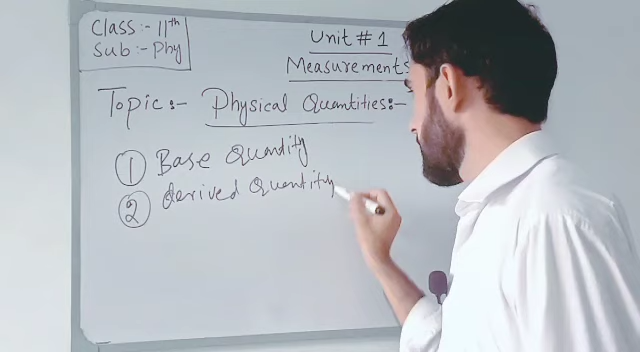 Class :- 11th
Sub :- Phy
Unit # 1
Measurements
Topic :- Physical Quantities :-
① Base Quantity
② derived Quantity